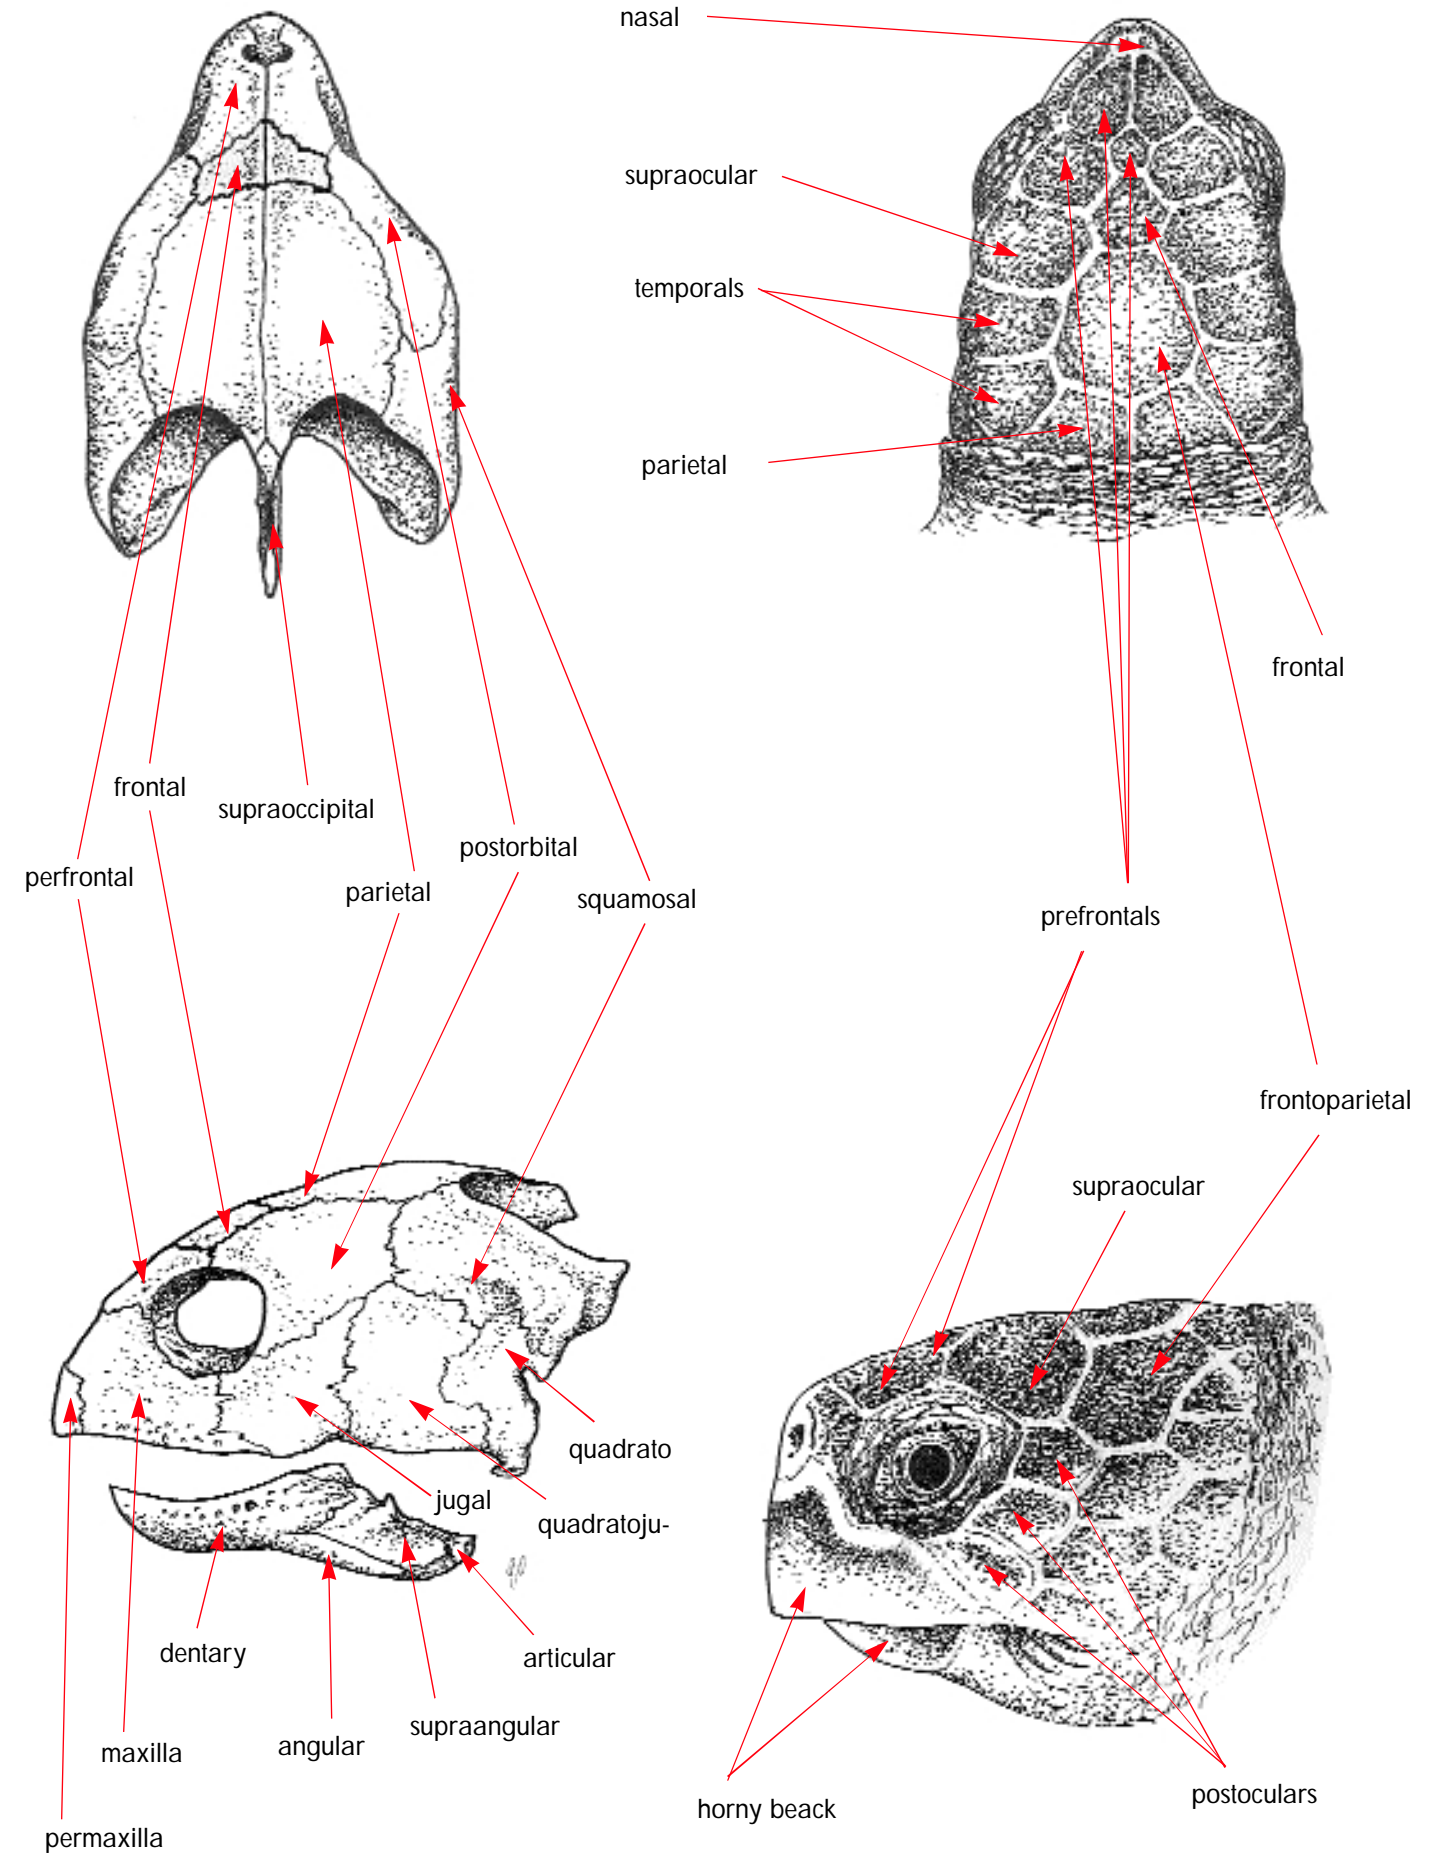 nasal
supraocular
temporals
parietal
frontal
frontal
supraoccipital
postorbital
perfrontal
parietal
squamosal
prefrontals
frontoparietal
supraocular
quadrato
jugal
quadratoju-
dentary
articular
supraangular
angular
maxilla
permaxilla
horny beack
postoculars